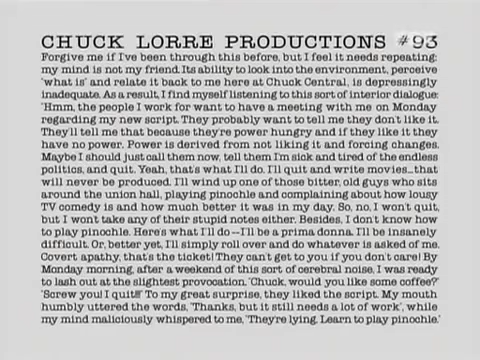 CHUCK LORRE PRODUCTIONS #93
Forgive me if I've been through this before, but I feel it needs repeating:
my mind is not my friend. Its ability to look into the environment, perceive
'what is' and relate it back to me here at Chuck Central, is depressingly
inadequate. As a result, I find myself listening to this sort of interior dialogue:
'Hmm, the people I work for want to have a meeting with me on Monday
regarding my new script. They probably want to tell me they don't like it.
They'll tell me that because they're power hungry and if they like it they
have no power. Power is derived from not liking it and forcing changes.
Maybe I should just call them now, tell them I'm sick and tired of the endless
politics, and quit. Yeah, that's what I'll do. I'll quit and write movies...that
will never be produced. I'll wind up one of those bitter, old guys who sits
around the union hall, playing pinochle and complaining about how lousy
TV comedy is and how much better it was in my day. So, no, I won't quit,
but I won't take any of their stupid notes either. Besides, I don't know how
to play pinochle. Here's what I'll do--I'll be a prima donna. I'll be insanely
difficult. Or, better yet, I'll simply roll over and do whatever is asked of me.
Covert apathy, that's the ticket! They can't get to you if you don't care! By
Monday morning, after a weekend of this sort of cerebral noise, I was ready
to lash out at the slightest provocation. 'Chuck, would you like some coffee?'
'Screw you! I quit!!' To my great surprise, they liked the script. My mouth
humbly uttered the words, 'Thanks, but it still needs a lot of work', while
my mind maliciously whispered to me, 'They're lying. Learn to play pinochle.'